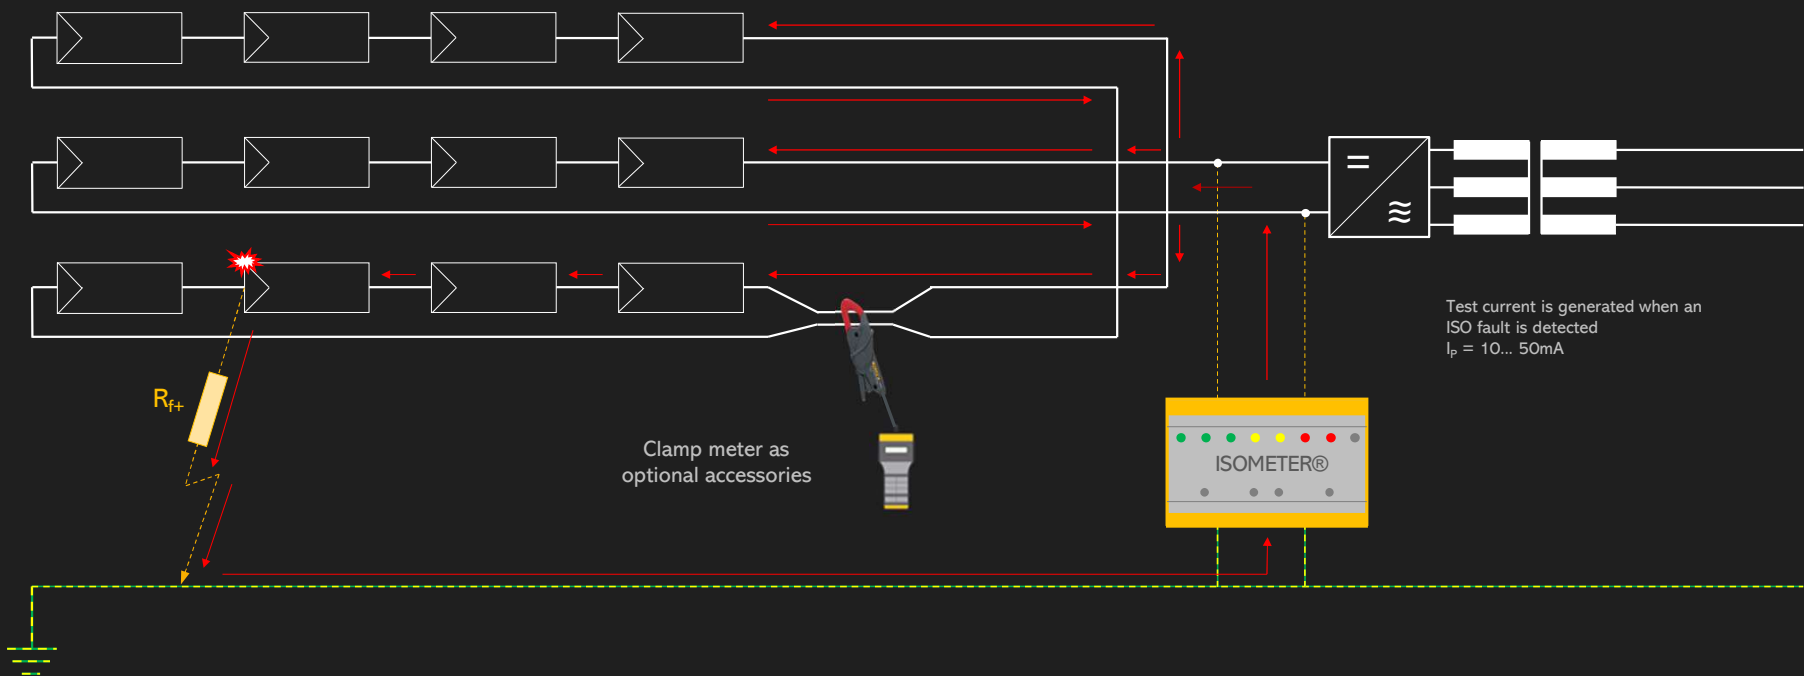 Test current is generated when an
ISO fault is detected
Iₚ = 10... 50mA
R_f+
Clamp meter as
optional accessories
ISOMETER®